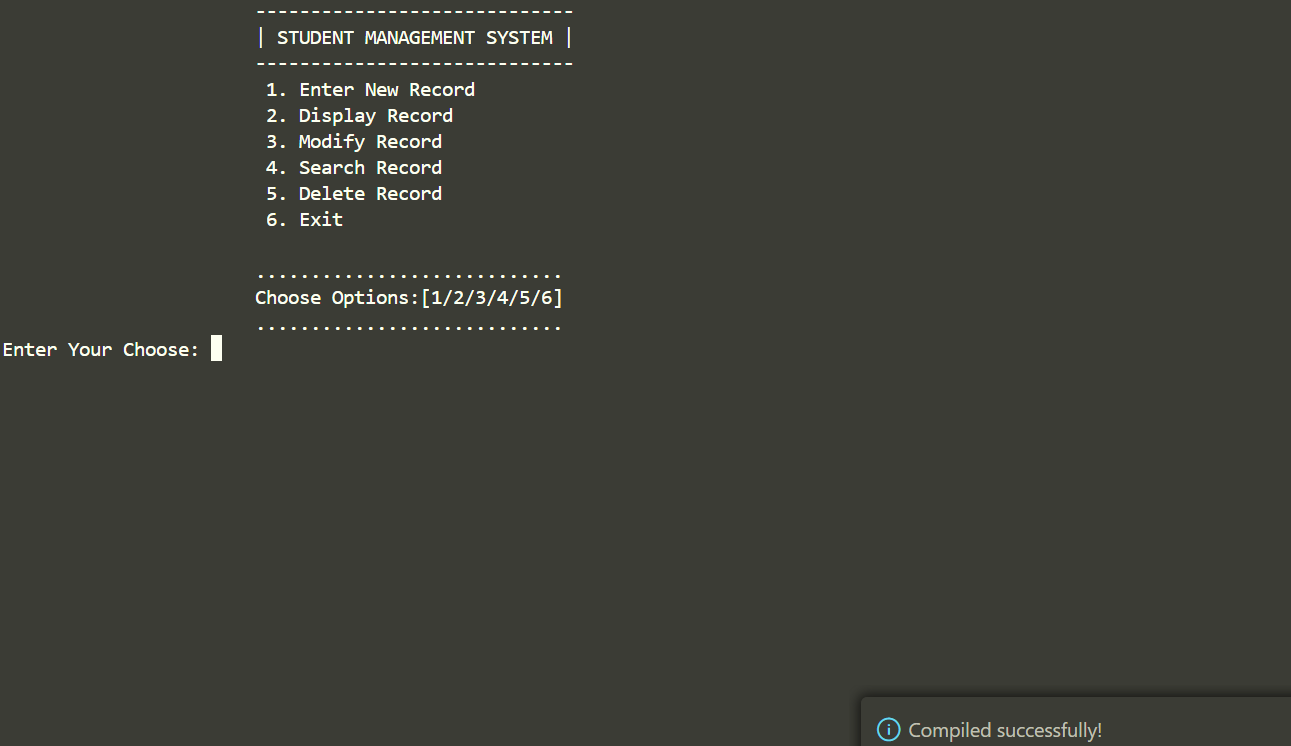 -----------------------------
| STUDENT MANAGEMENT SYSTEM |
-----------------------------
1. Enter New Record
2. Display Record
3. Modify Record
4. Search Record
5. Delete Record
6. Exit
............................
Choose Options:[1/2/3/4/5/6]
............................
Enter Your Choose:
Compiled successfully!